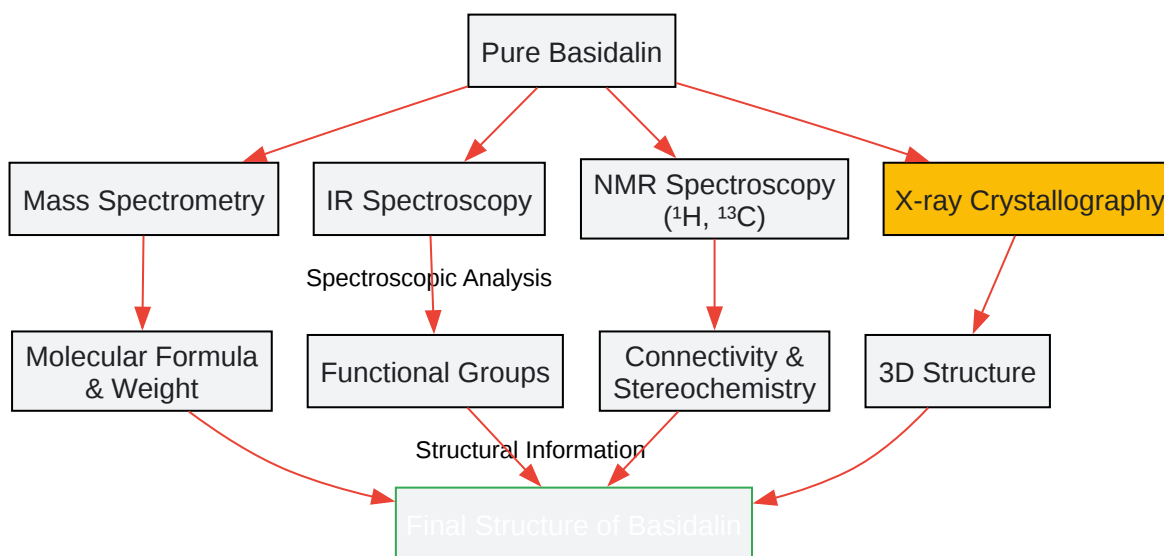 Pure Basidalin
Mass Spectrometry
IR Spectroscopy
NMR Spectroscopy
(¹H, ¹³C)
X-ray Crystallography
Spectroscopic Analysis
Molecular Formula
& Weight
Functional Groups
Connectivity &
Stereochemistry
3D Structure
Structural Information
Final Structure of Basidalin